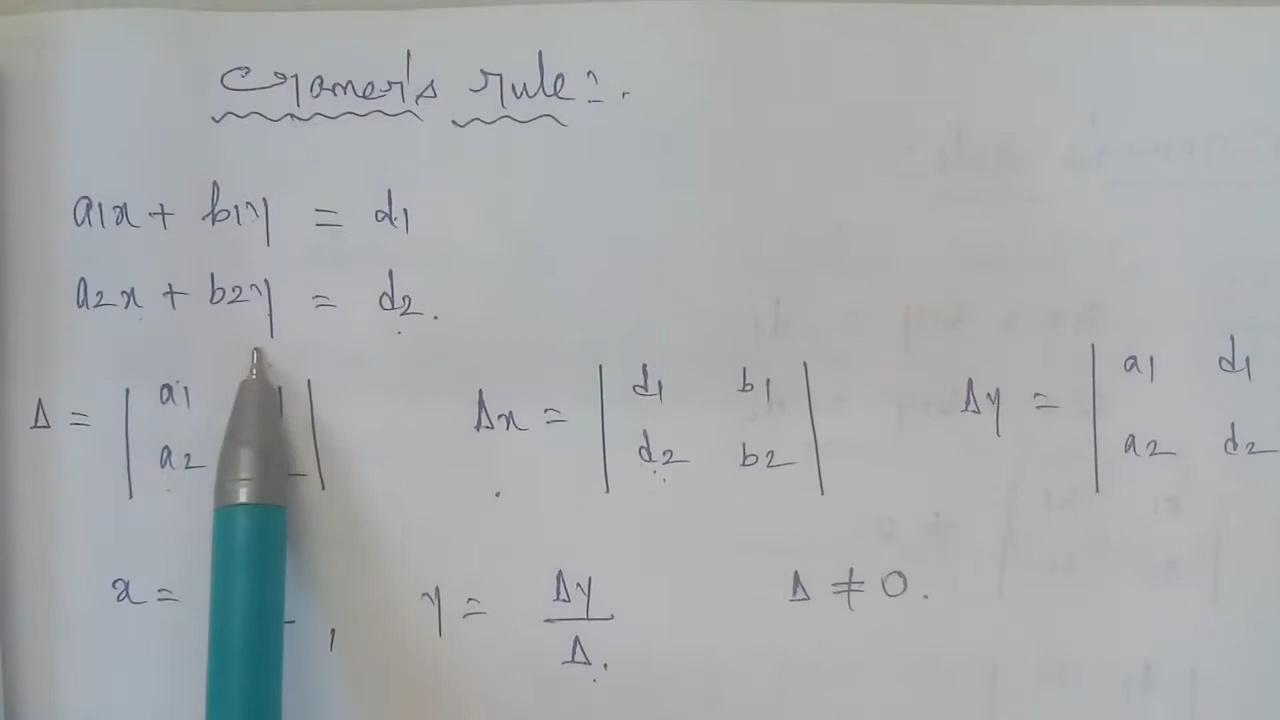 Cramer's rule:-
a1x + b1y = d1
a2x + b2y = d2.
Δ = | a1 | Δx = | d1 b1 | Δy = | a1 d1
a2 | d2 b2 | a2 d2
x = , y = Δy / Δ. Δ ≠ 0.